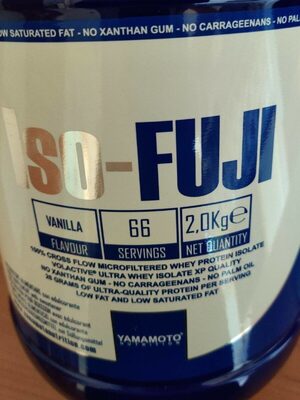 LOW SATURATED FAT - NO XANTHAN GUM - NO CARRAGEENANS - NO PALM
ISO-FUJI
VANILLA
FLAVOUR
66
SERVINGS
2,0Kg e
NET QUANTITY
100% CROSS FLOW MICROFILTERED WHEY PROTEIN ISOLATE
VOLACTIVE® ULTRA WHEY ISOLATE XP QUALITY
NO XANTHAN GUM - NO CARRAGEENANS - NO PALM OIL
26 GRAMS OF ULTRA-QUALITY PROTEIN PER SERVING
LOW FAT AND LOW SATURATED FAT
YAMAMOTO
NUTRITION